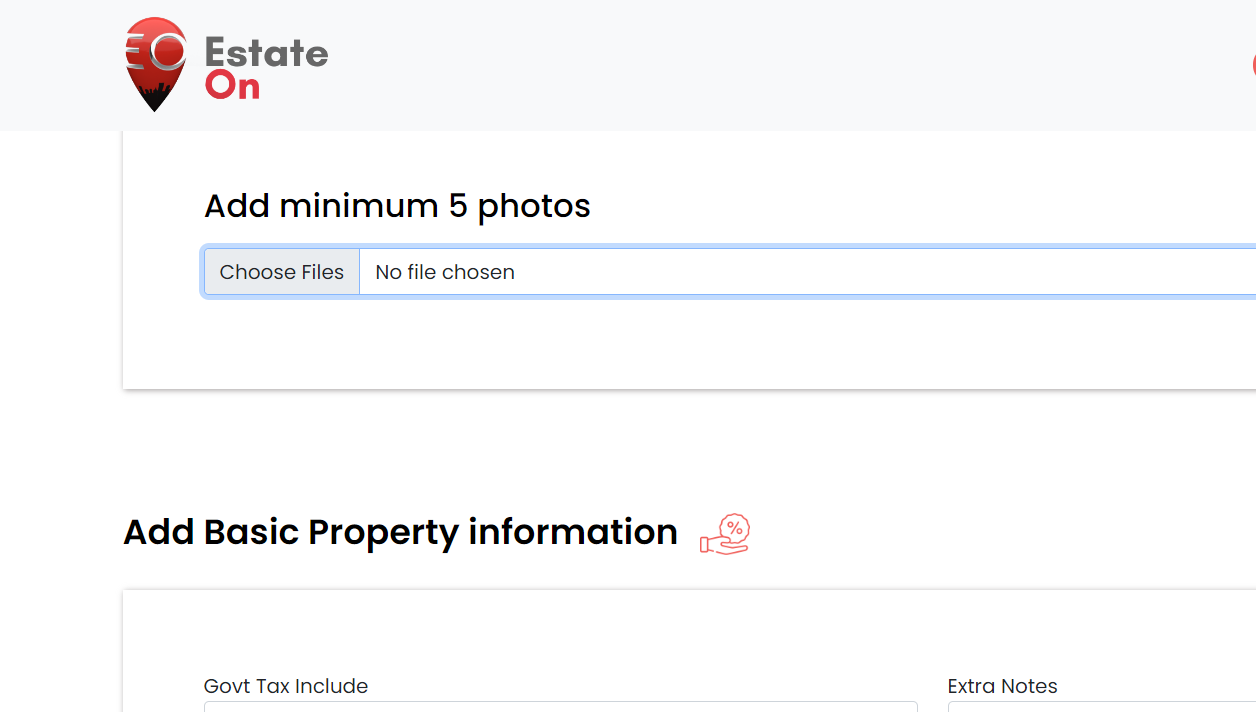 Estate
On
Add minimum 5 photos
Choose Files No file chosen
Add Basic Property information
%
Govt Tax Include Extra Notes